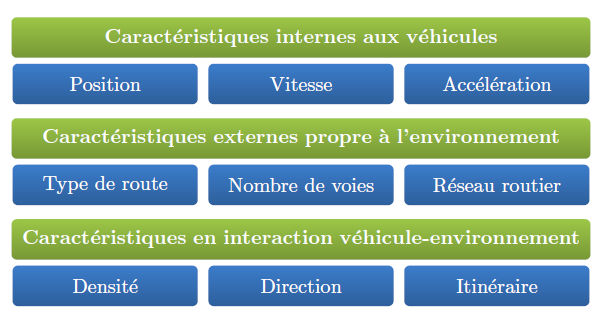 Caractéristiques internes aux véhicules
Position Vitesse Accélération
Caractéristiques externes propre à l'environnement
Type de route Nombre de voies Réseau routier
Caractéristiques en interaction véhicule-environnement
Densité Direction Itinéraire